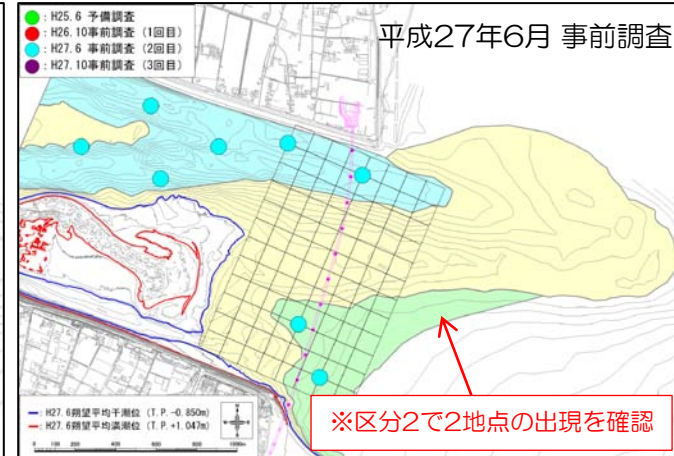 ●：H25.6 予備調査
●：H26.10事前調査（1回目）
●：H27.6 事前調査（2回目）
●：H27.10事前調査（3回目）
平成27年6月 事前調査
※区分2で2地点の出現を確認
― H27.6朔望平均干潮位（T.P.-0.850m）
― H27.6朔望平均満潮位（T.P.+1.047m）